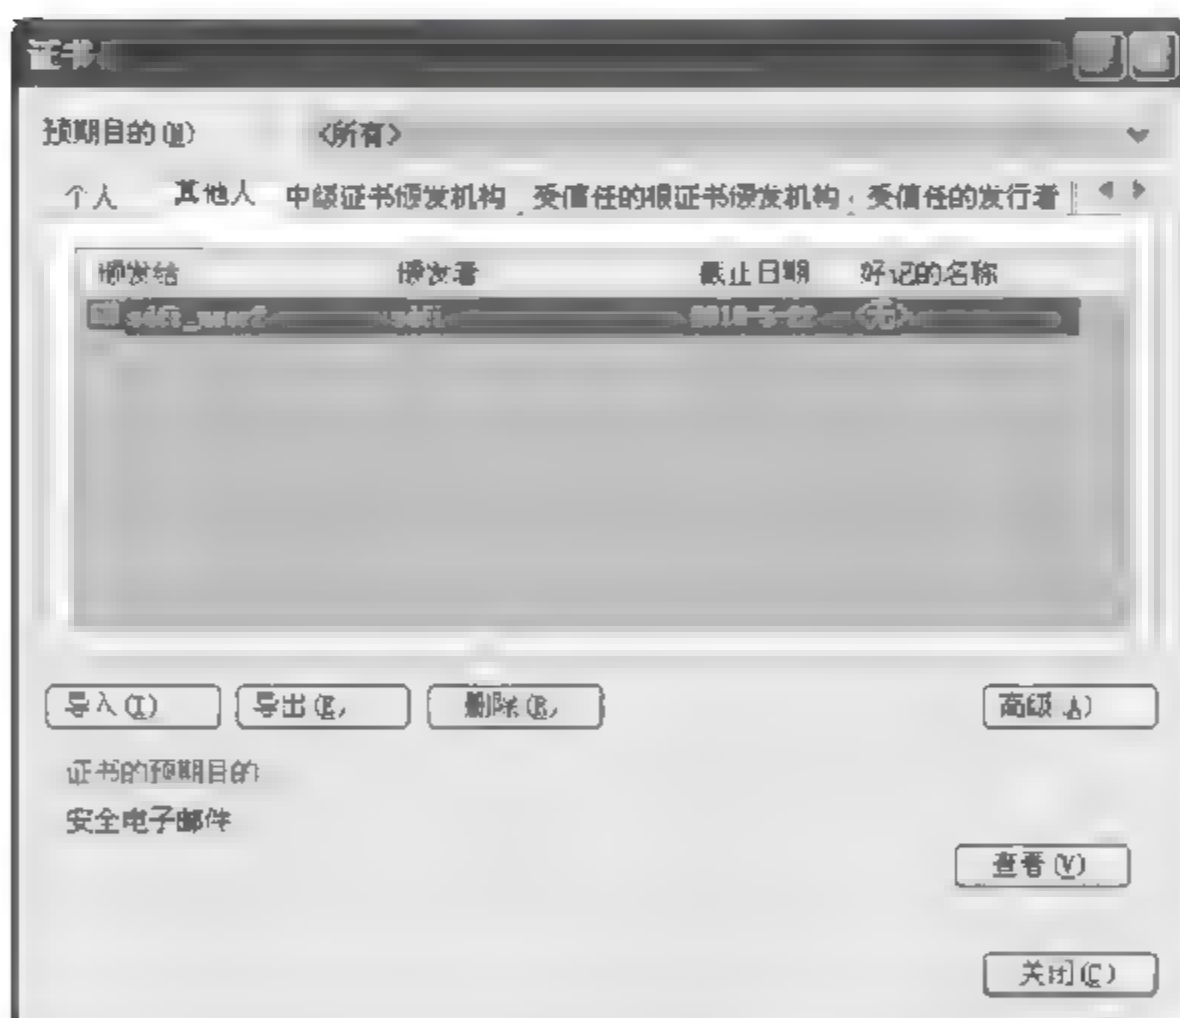 证书
预期目的(N) <所有>
个人 其他人 中级证书颁发机构 受信任的根证书颁发机构 受信任的发行者
颁发给 颁发者 截止日期 好记的名称
<无>
导入(I) 导出(E) 删除(R) 高级(A)
证书的预期目的
安全电子邮件
查看(V)
关闭(C)